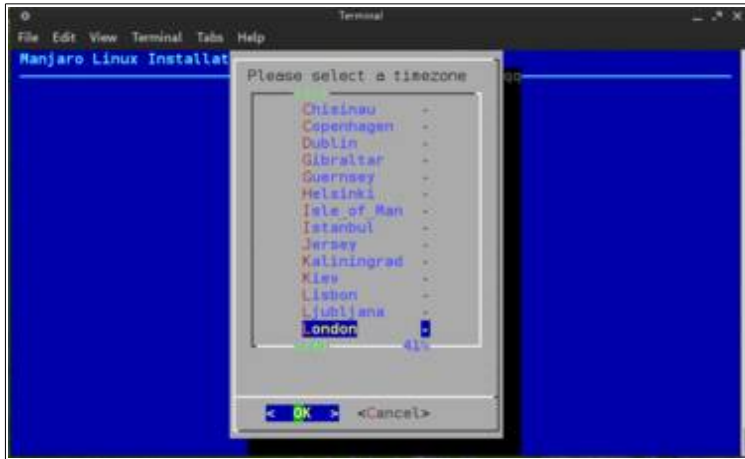 Terminal
File Edit View Terminal Tabs Help
Manjaro Linux Installat
qq
Please select a timezone
Chisinau -
Copenhagen -
Dublin -
Gibraltar -
Guernsey -
Helsinki -
Isle_of_Man -
Istanbul -
Jersey -
Kaliningrad -
Kiev -
Lisbon -
Ljubljana -
London -
41%
< OK > <Cancel>